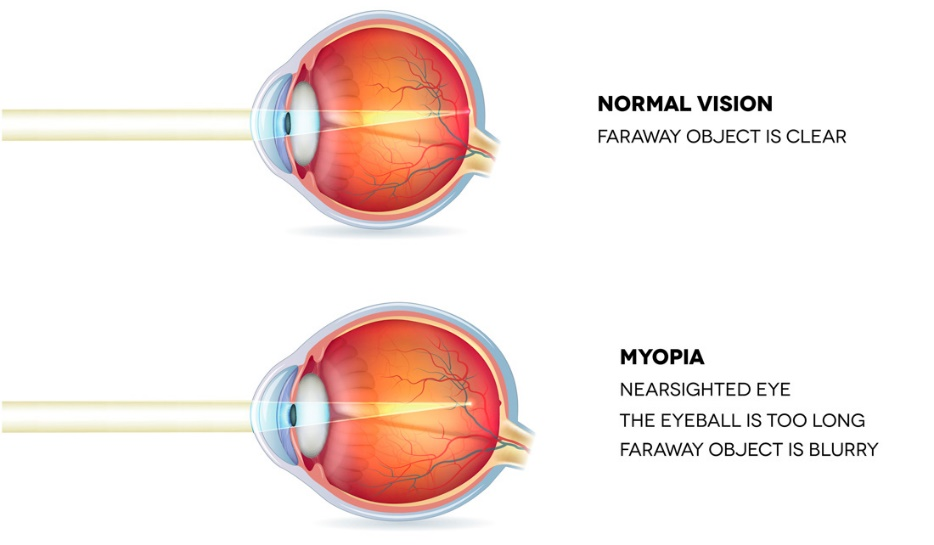 NORMAL VISION
FARAWAY OBJECT IS CLEAR
MYOPIA
NEARSIGHTED EYE
THE EYEBALL IS TOO LONG
FARAWAY OBJECT IS BLURRY